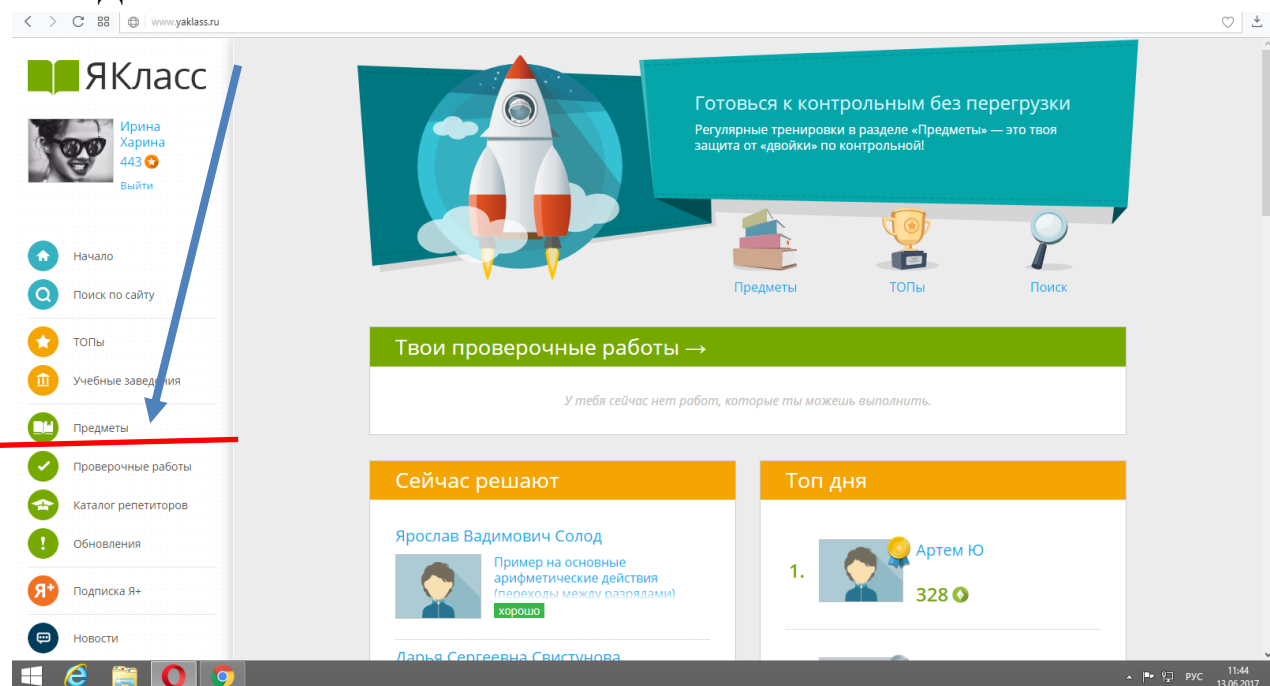 www.yaklass.ru
ЯКласс
Ирина
Харина
443
Выйти
Начало
Поиск по сайту
ТОПы
Учебные заведения
Предметы
Проверочные работы
Каталог репетиторов
Обновления
Я+
Подписка Я+
Новости
Готовься к контрольным без перегрузки
Регулярные тренировки в разделе «Предметы» — это твоя
защита от «двойки» по контрольной!
Предметы
ТОПы
Поиск
Твои проверочные работы →
У тебя сейчас нет работ, которые ты можешь выполнить.
Сейчас решают
Ярослав Вадимович Солод
Пример на основные
арифметические действия
(переходы между разрядами)
хорошо
Дарья Сергеевна Свистунова
Топ дня
1.
Артем Ю
328
РУС
11:44
13.06.2017